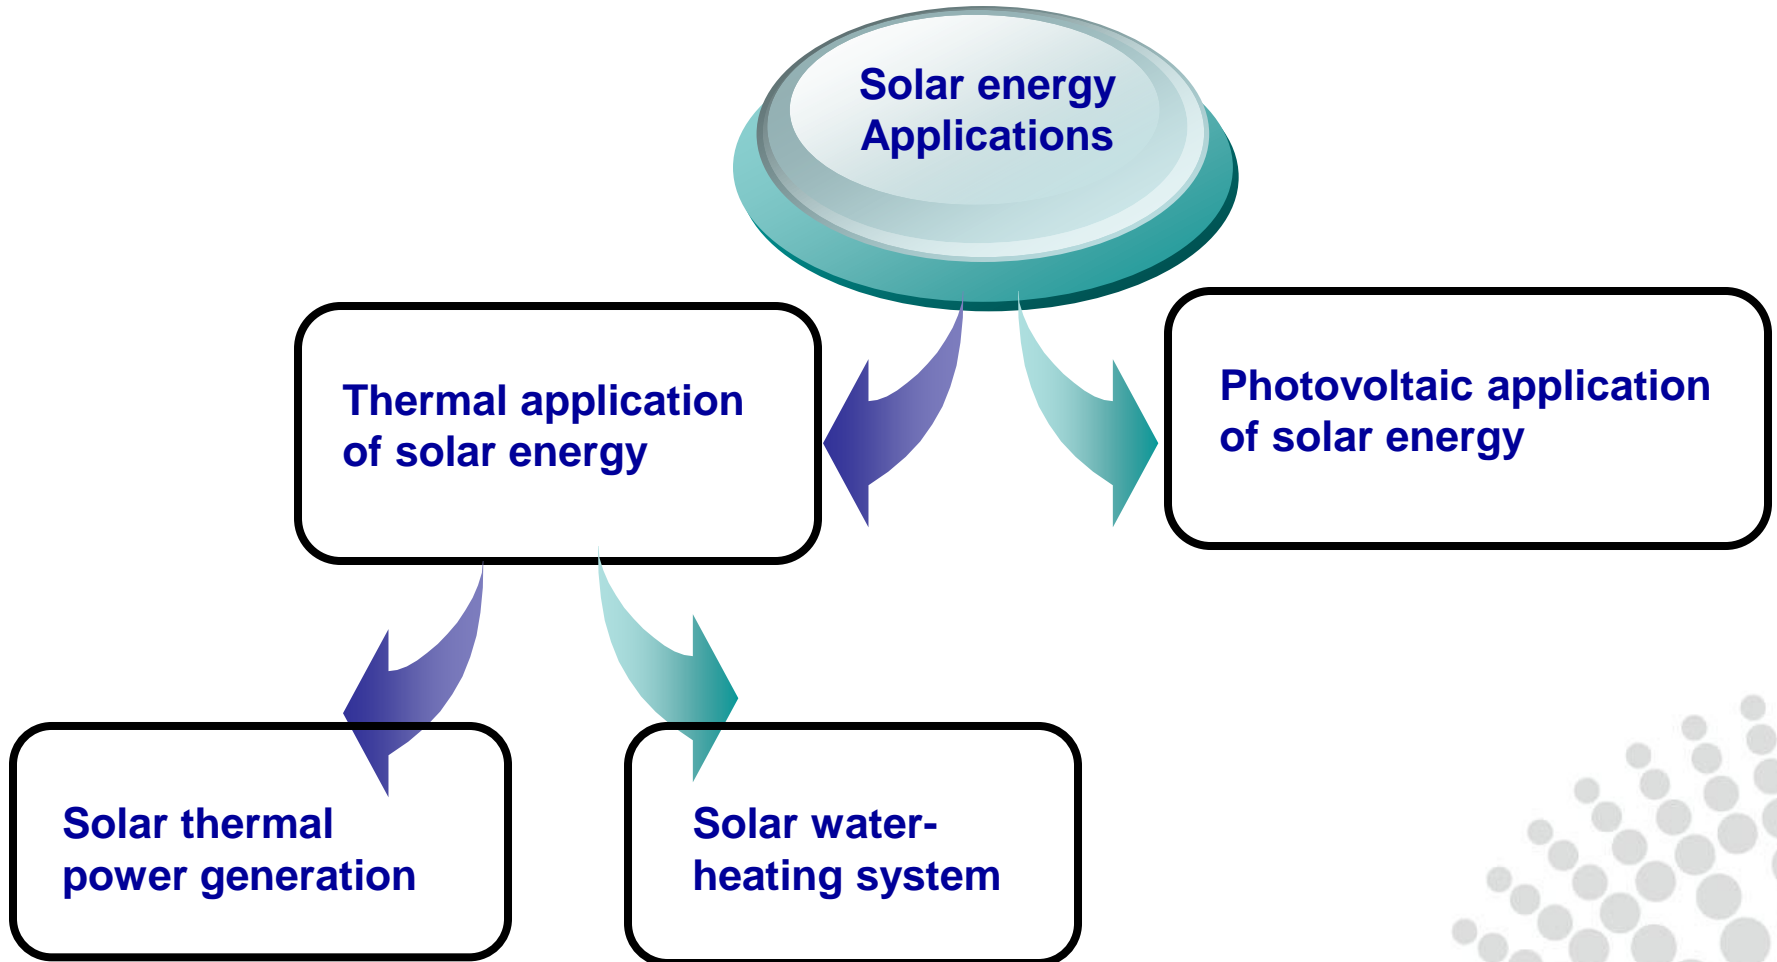 Solar energy
Applications
Thermal application
of solar energy
Photovoltaic application
of solar energy
Solar thermal
power generation
Solar water-
heating system